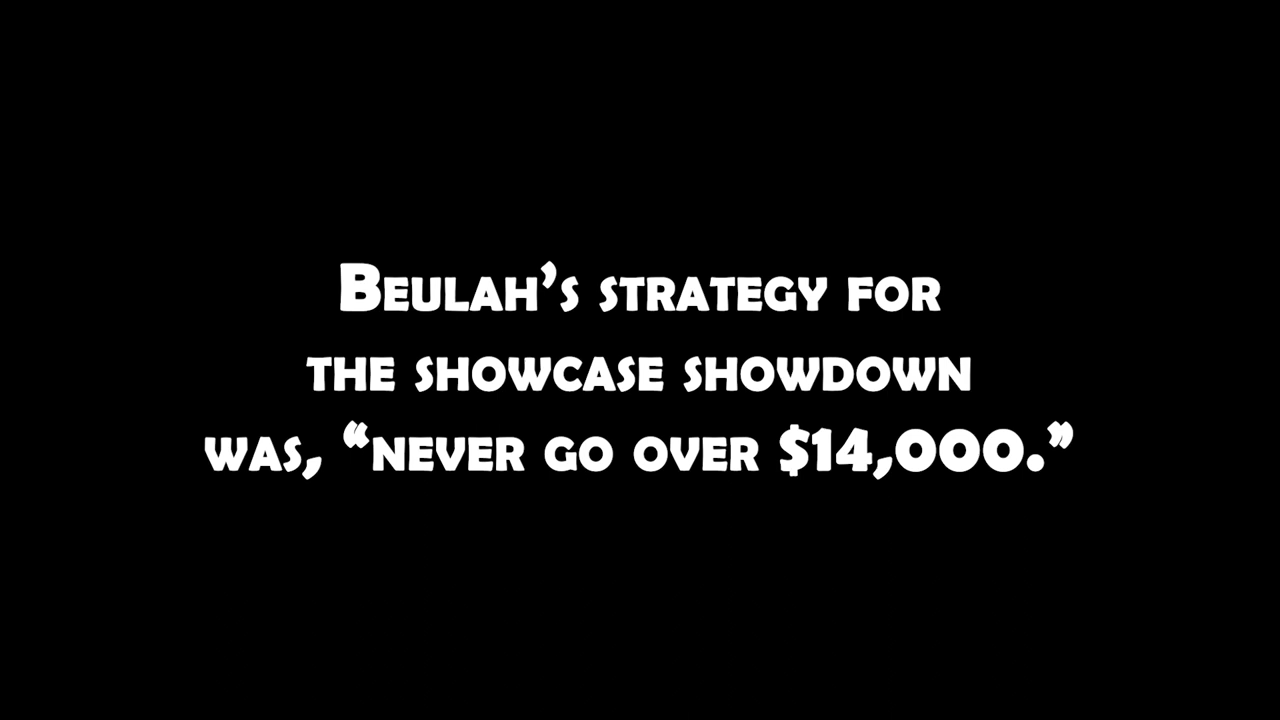 Beulah’s strategy for
the showcase showdown
was, “never go over $14,000.”